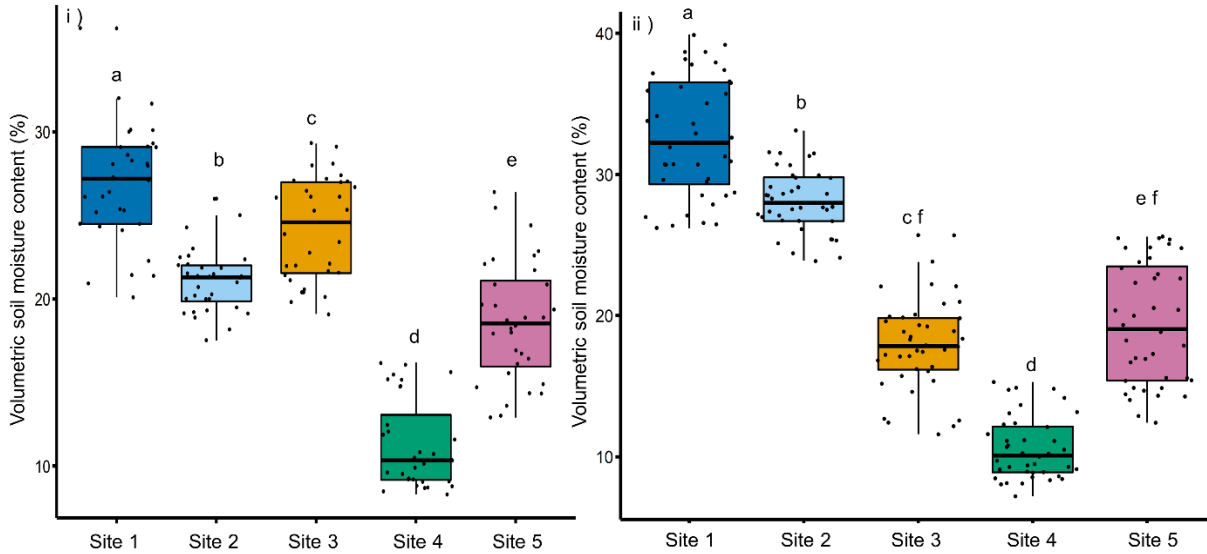 i )
Volumetric soil moisture content (%)
30
20
10
a
b
c
d
e
Site 1 Site 2 Site 3 Site 4 Site 5
ii )
Volumetric soil moisture content (%)
40
30
20
10
a
b
c f
d
e f
Site 1 Site 2 Site 3 Site 4 Site 5